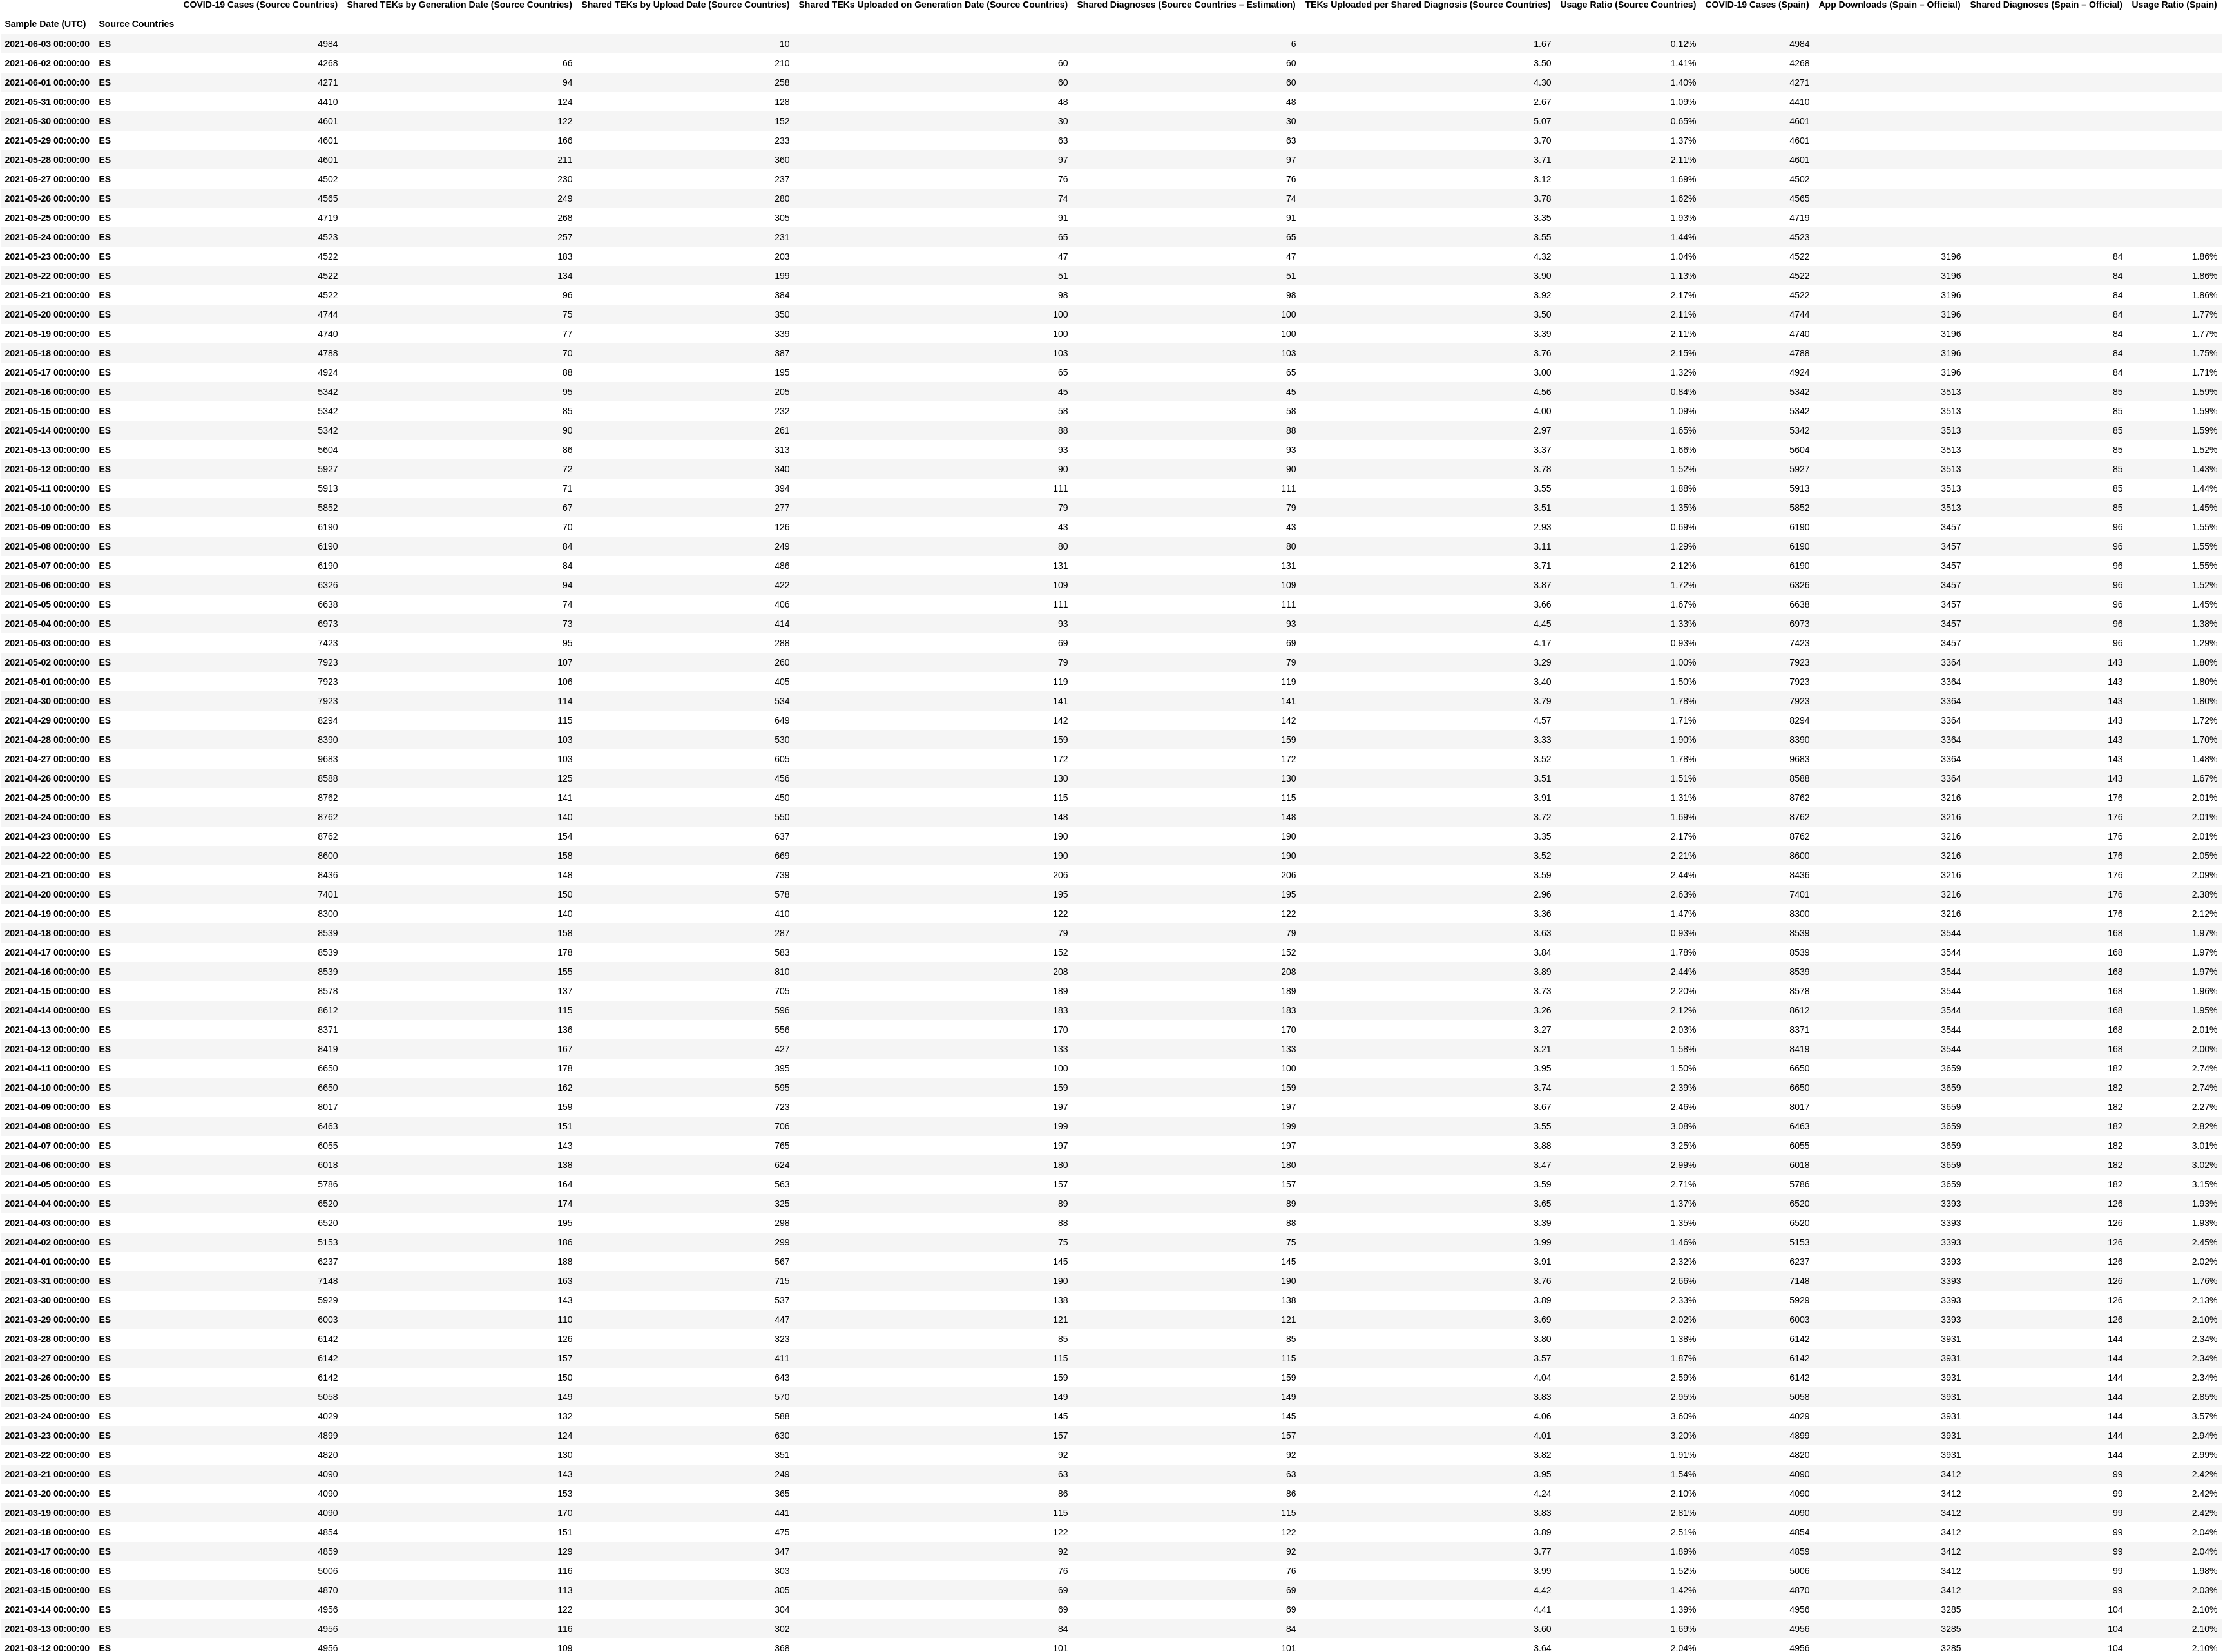 COVID-19 Cases (Source Countries) Shared TEKs by Generation Date (Source Countries) Shared TEKs by Upload Date (Source Countries) Shared TEKs Uploaded on Generation Date (Source Countries) Shared Diagnoses (Source Countries – Estimation) TEKs Uploaded per Shared Diagnosis (Source Countries) Usage Ratio (Source Countries) COVID-19 Cases (Spain) App Downloads (Spain – Official) Shared Diagnoses (Spain – Official) Usage Ratio (Spain)
Sample Date (UTC) Source Countries
2021-06-03 00:00:00 ES 4984 10 6 1.67 0.12% 4984
2021-06-02 00:00:00 ES 4268 66 210 60 60 3.50 1.41% 4268
2021-06-01 00:00:00 ES 4271 94 258 60 60 4.30 1.40% 4271
2021-05-31 00:00:00 ES 4410 124 128 48 48 2.67 1.09% 4410
2021-05-30 00:00:00 ES 4601 122 152 30 30 5.07 0.65% 4601
2021-05-29 00:00:00 ES 4601 166 233 63 63 3.70 1.37% 4601
2021-05-28 00:00:00 ES 4601 211 360 97 97 3.71 2.11% 4601
2021-05-27 00:00:00 ES 4502 230 237 76 76 3.12 1.69% 4502
2021-05-26 00:00:00 ES 4565 249 280 74 74 3.78 1.62% 4565
2021-05-25 00:00:00 ES 4719 268 305 91 91 3.35 1.93% 4719
2021-05-24 00:00:00 ES 4523 257 231 65 65 3.55 1.44% 4523
2021-05-23 00:00:00 ES 4522 183 203 47 47 4.32 1.04% 4522 3196 84 1.86%
2021-05-22 00:00:00 ES 4522 134 199 51 51 3.90 1.13% 4522 3196 84 1.86%
2021-05-21 00:00:00 ES 4522 96 384 98 98 3.92 2.17% 4522 3196 84 1.86%
2021-05-20 00:00:00 ES 4744 75 350 100 100 3.50 2.11% 4744 3196 84 1.77%
2021-05-19 00:00:00 ES 4740 77 339 100 100 3.39 2.11% 4740 3196 84 1.77%
2021-05-18 00:00:00 ES 4788 70 387 103 103 3.76 2.15% 4788 3196 84 1.75%
2021-05-17 00:00:00 ES 4924 88 195 65 65 3.00 1.32% 4924 3196 84 1.71%
2021-05-16 00:00:00 ES 5342 95 205 45 45 4.56 0.84% 5342 3513 85 1.59%
2021-05-15 00:00:00 ES 5342 85 232 58 58 4.00 1.09% 5342 3513 85 1.59%
2021-05-14 00:00:00 ES 5342 90 261 88 88 2.97 1.65% 5342 3513 85 1.59%
2021-05-13 00:00:00 ES 5604 86 313 93 93 3.37 1.66% 5604 3513 85 1.52%
2021-05-12 00:00:00 ES 5927 72 340 90 90 3.78 1.52% 5927 3513 85 1.43%
2021-05-11 00:00:00 ES 5913 71 394 111 111 3.55 1.88% 5913 3513 85 1.44%
2021-05-10 00:00:00 ES 5852 67 277 79 79 3.51 1.35% 5852 3513 85 1.45%
2021-05-09 00:00:00 ES 6190 70 126 43 43 2.93 0.69% 6190 3457 96 1.55%
2021-05-08 00:00:00 ES 6190 84 249 80 80 3.11 1.29% 6190 3457 96 1.55%
2021-05-07 00:00:00 ES 6190 84 486 131 131 3.71 2.12% 6190 3457 96 1.55%
2021-05-06 00:00:00 ES 6326 94 422 109 109 3.87 1.72% 6326 3457 96 1.52%
2021-05-05 00:00:00 ES 6638 74 406 111 111 3.66 1.67% 6638 3457 96 1.45%
2021-05-04 00:00:00 ES 6973 73 414 93 93 4.45 1.33% 6973 3457 96 1.38%
2021-05-03 00:00:00 ES 7423 95 288 69 69 4.17 0.93% 7423 3457 96 1.29%
2021-05-02 00:00:00 ES 7923 107 260 79 79 3.29 1.00% 7923 3364 143 1.80%
2021-05-01 00:00:00 ES 7923 106 405 119 119 3.40 1.50% 7923 3364 143 1.80%
2021-04-30 00:00:00 ES 7923 114 534 141 141 3.79 1.78% 7923 3364 143 1.80%
2021-04-29 00:00:00 ES 8294 115 649 142 142 4.57 1.71% 8294 3364 143 1.72%
2021-04-28 00:00:00 ES 8390 103 530 159 159 3.33 1.90% 8390 3364 143 1.70%
2021-04-27 00:00:00 ES 9683 103 605 172 172 3.52 1.78% 9683 3364 143 1.48%
2021-04-26 00:00:00 ES 8588 125 456 130 130 3.51 1.51% 8588 3364 143 1.67%
2021-04-25 00:00:00 ES 8762 141 450 115 115 3.91 1.31% 8762 3216 176 2.01%
2021-04-24 00:00:00 ES 8762 140 550 148 148 3.72 1.69% 8762 3216 176 2.01%
2021-04-23 00:00:00 ES 8762 154 637 190 190 3.35 2.17% 8762 3216 176 2.01%
2021-04-22 00:00:00 ES 8600 158 669 190 190 3.52 2.21% 8600 3216 176 2.05%
2021-04-21 00:00:00 ES 8436 148 739 206 206 3.59 2.44% 8436 3216 176 2.09%
2021-04-20 00:00:00 ES 7401 150 578 195 195 2.96 2.63% 7401 3216 176 2.38%
2021-04-19 00:00:00 ES 8300 140 410 122 122 3.36 1.47% 8300 3216 176 2.12%
2021-04-18 00:00:00 ES 8539 158 287 79 79 3.63 0.93% 8539 3544 168 1.97%
2021-04-17 00:00:00 ES 8539 178 583 152 152 3.84 1.78% 8539 3544 168 1.97%
2021-04-16 00:00:00 ES 8539 155 810 208 208 3.89 2.44% 8539 3544 168 1.97%
2021-04-15 00:00:00 ES 8578 137 705 189 189 3.73 2.20% 8578 3544 168 1.96%
2021-04-14 00:00:00 ES 8612 115 596 183 183 3.26 2.12% 8612 3544 168 1.95%
2021-04-13 00:00:00 ES 8371 136 556 170 170 3.27 2.03% 8371 3544 168 2.01%
2021-04-12 00:00:00 ES 8419 167 427 133 133 3.21 1.58% 8419 3544 168 2.00%
2021-04-11 00:00:00 ES 6650 178 395 100 100 3.95 1.50% 6650 3659 182 2.74%
2021-04-10 00:00:00 ES 6650 162 595 159 159 3.74 2.39% 6650 3659 182 2.74%
2021-04-09 00:00:00 ES 8017 159 723 197 197 3.67 2.46% 8017 3659 182 2.27%
2021-04-08 00:00:00 ES 6463 151 706 199 199 3.55 3.08% 6463 3659 182 2.82%
2021-04-07 00:00:00 ES 6055 143 765 197 197 3.88 3.25% 6055 3659 182 3.01%
2021-04-06 00:00:00 ES 6018 138 624 180 180 3.47 2.99% 6018 3659 182 3.02%
2021-04-05 00:00:00 ES 5786 164 563 157 157 3.59 2.71% 5786 3659 182 3.15%
2021-04-04 00:00:00 ES 6520 174 325 89 89 3.65 1.37% 6520 3393 126 1.93%
2021-04-03 00:00:00 ES 6520 195 298 88 88 3.39 1.35% 6520 3393 126 1.93%
2021-04-02 00:00:00 ES 5153 186 299 75 75 3.99 1.46% 5153 3393 126 2.45%
2021-04-01 00:00:00 ES 6237 188 567 145 145 3.91 2.32% 6237 3393 126 2.02%
2021-03-31 00:00:00 ES 7148 163 715 190 190 3.76 2.66% 7148 3393 126 1.76%
2021-03-30 00:00:00 ES 5929 143 537 138 138 3.89 2.33% 5929 3393 126 2.13%
2021-03-29 00:00:00 ES 6003 110 447 121 121 3.69 2.02% 6003 3393 126 2.10%
2021-03-28 00:00:00 ES 6142 126 323 85 85 3.80 1.38% 6142 3931 144 2.34%
2021-03-27 00:00:00 ES 6142 157 411 115 115 3.57 1.87% 6142 3931 144 2.34%
2021-03-26 00:00:00 ES 6142 150 643 159 159 4.04 2.59% 6142 3931 144 2.34%
2021-03-25 00:00:00 ES 5058 149 570 149 149 3.83 2.95% 5058 3931 144 2.85%
2021-03-24 00:00:00 ES 4029 132 588 145 145 4.06 3.60% 4029 3931 144 3.57%
2021-03-23 00:00:00 ES 4899 124 630 157 157 4.01 3.20% 4899 3931 144 2.94%
2021-03-22 00:00:00 ES 4820 130 351 92 92 3.82 1.91% 4820 3931 144 2.99%
2021-03-21 00:00:00 ES 4090 143 249 63 63 3.95 1.54% 4090 3412 99 2.42%
2021-03-20 00:00:00 ES 4090 153 365 86 86 4.24 2.10% 4090 3412 99 2.42%
2021-03-19 00:00:00 ES 4090 170 441 115 115 3.83 2.81% 4090 3412 99 2.42%
2021-03-18 00:00:00 ES 4854 151 475 122 122 3.89 2.51% 4854 3412 99 2.04%
2021-03-17 00:00:00 ES 4859 129 347 92 92 3.77 1.89% 4859 3412 99 2.04%
2021-03-16 00:00:00 ES 5006 116 303 76 76 3.99 1.52% 5006 3412 99 1.98%
2021-03-15 00:00:00 ES 4870 113 305 69 69 4.42 1.42% 4870 3412 99 2.03%
2021-03-14 00:00:00 ES 4956 122 304 69 69 4.41 1.39% 4956 3285 104 2.10%
2021-03-13 00:00:00 ES 4956 116 302 84 84 3.60 1.69% 4956 3285 104 2.10%
2021-03-12 00:00:00 ES 4956 109 368 101 101 3.64 2.04% 4956 3285 104 2.10%